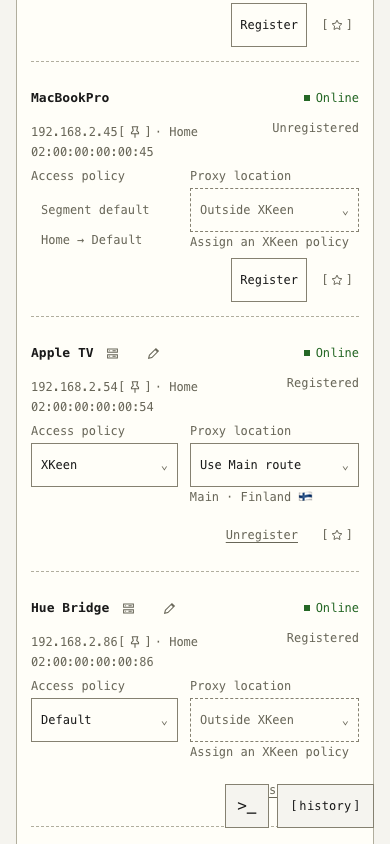 Register [☆]
MacBookPro Online
192.168.2.45[ ]· Home Unregistered
02:00:00:00:00:45
Access policy Proxy location
Segment default Outside XKeen
Home → Default Assign an XKeen policy
Register [☆]
Apple TV Online
192.168.2.54[ ]· Home Registered
02:00:00:00:00:54
Access policy Proxy location
XKeen Use Main route
Main · Finland 🇫🇮
Unregister [☆]
Hue Bridge Online
192.168.2.86[ ]· Home Registered
02:00:00:00:00:86
Access policy Proxy location
Default Outside XKeen
Assign an XKeen policy
>_ [history]